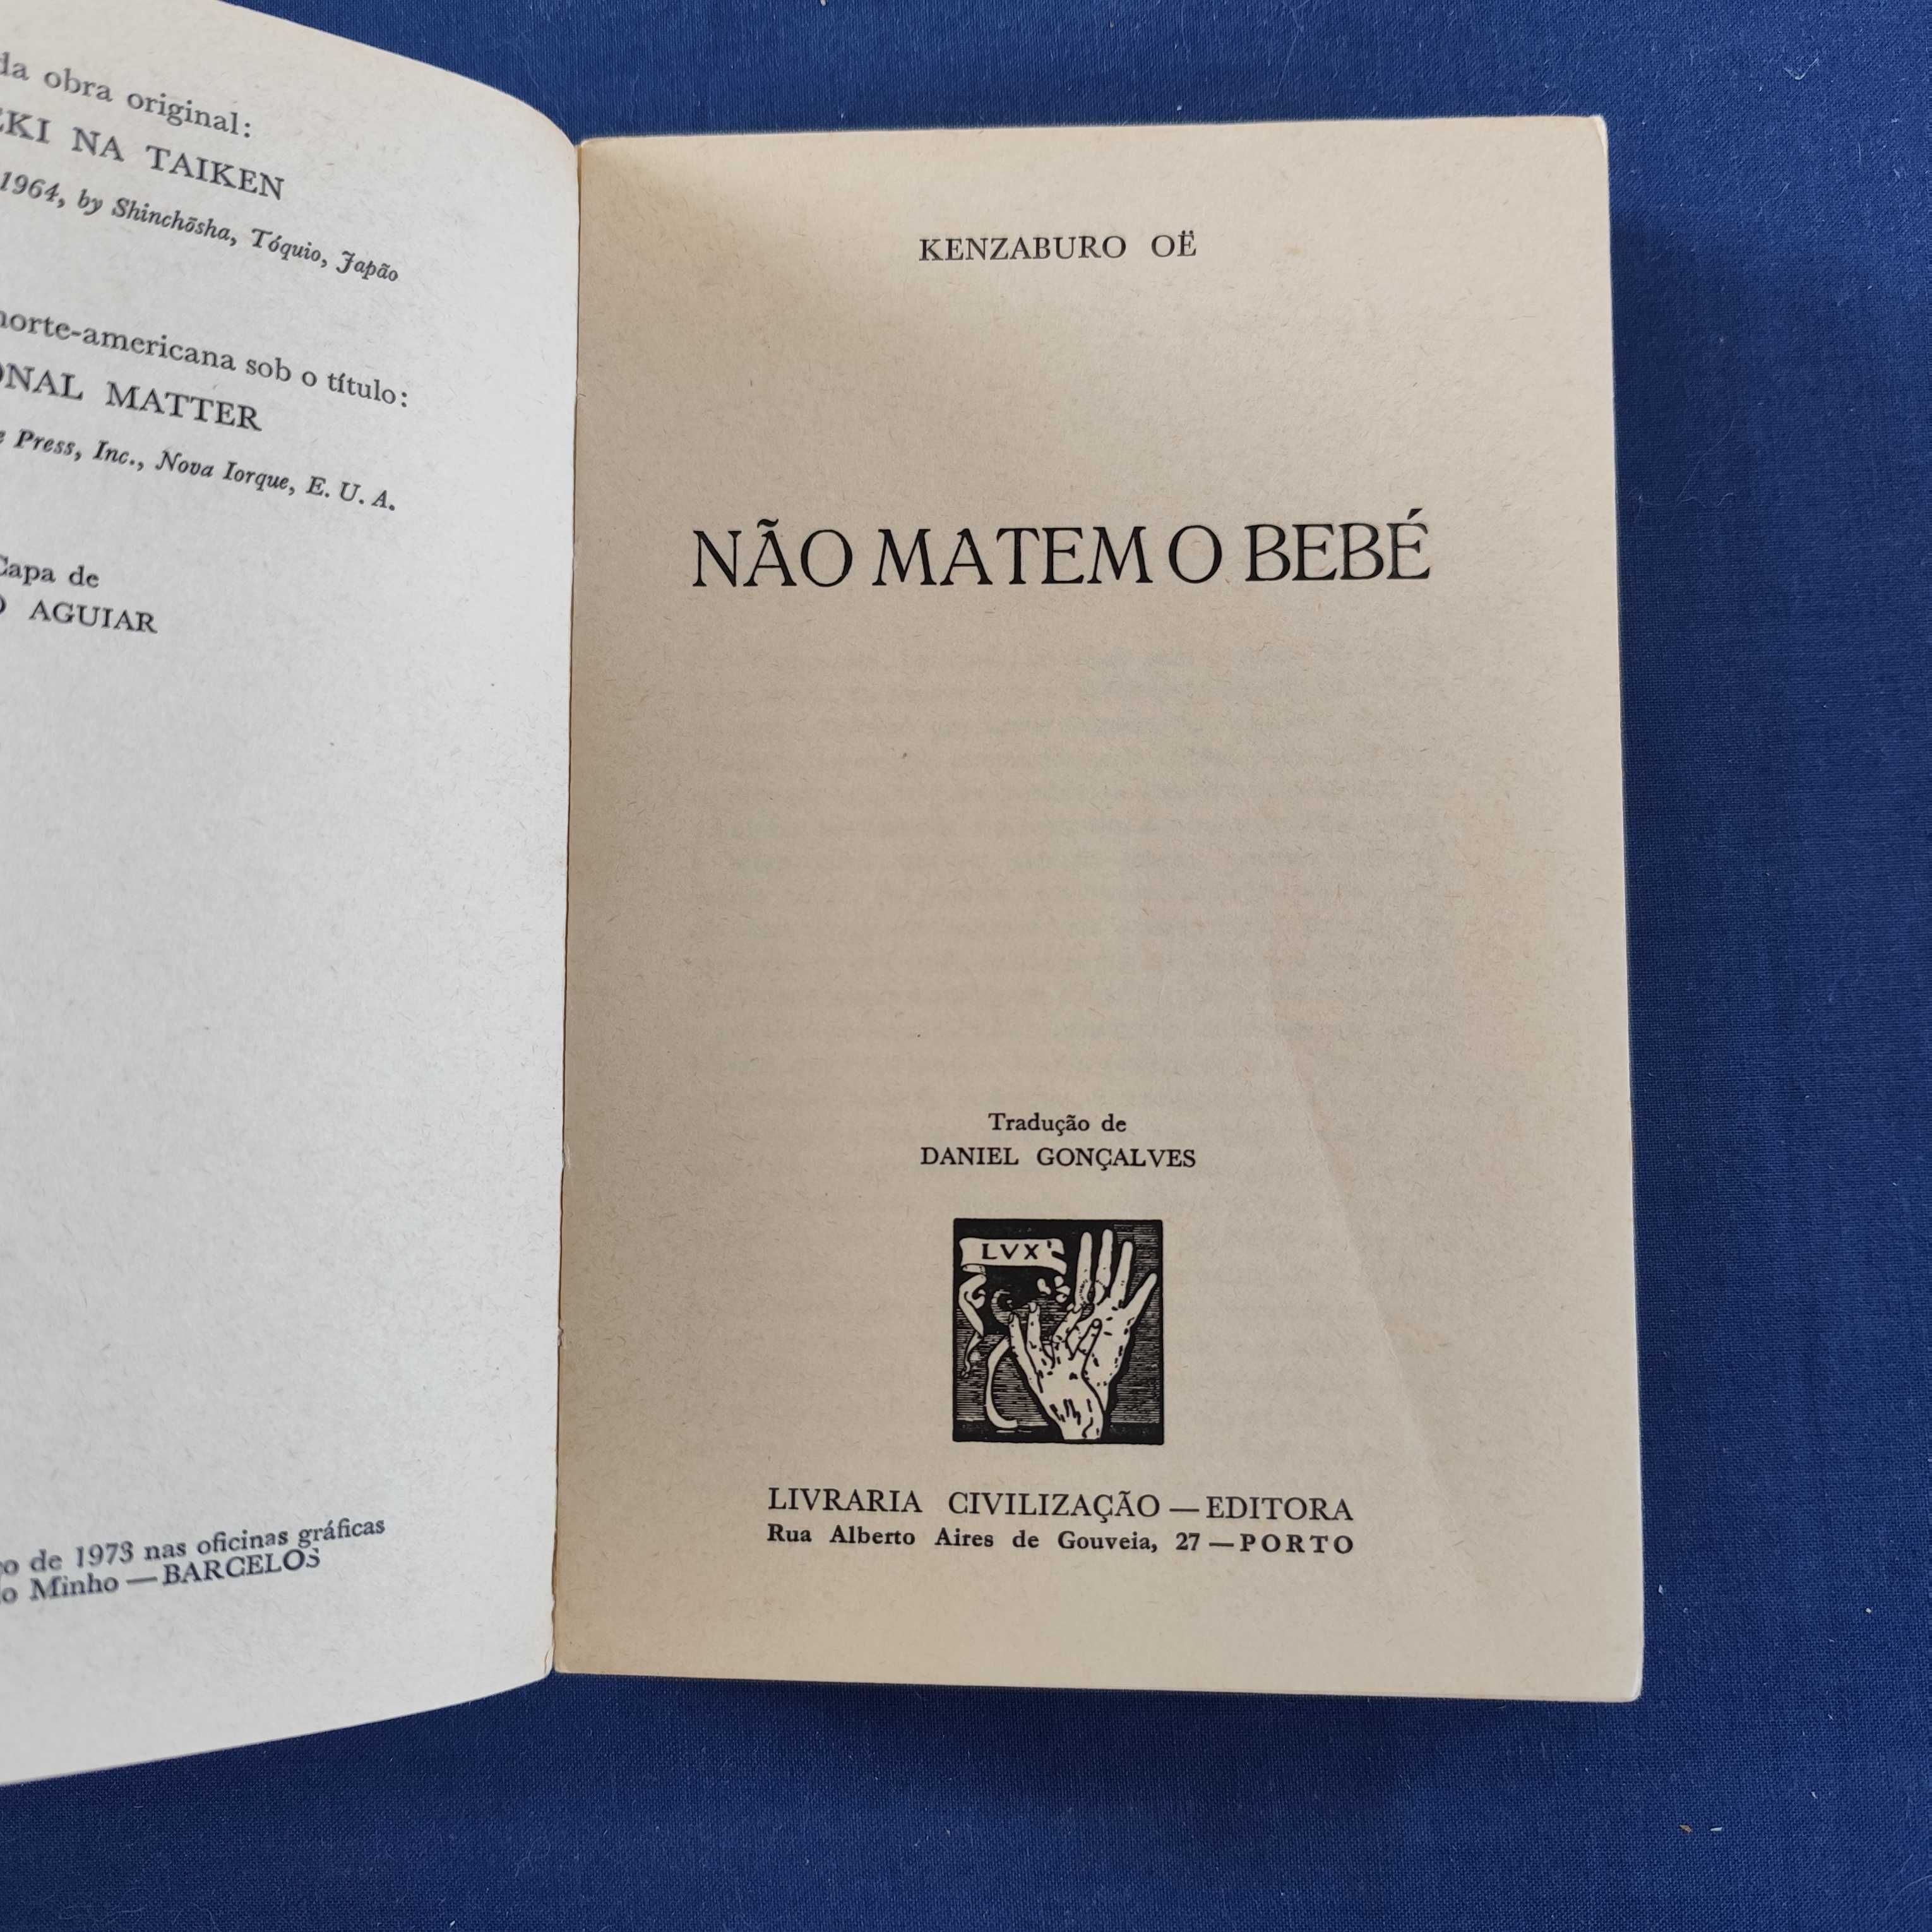 da obra original:
NA TAIKEN
1964, by Shinchōsha, Tóquio, Japão
norte-americana sob o título:
MATTER
Press, Inc., Nova Iorque, E. U. A.
Capa de
AGUIAR
de 1973 nas oficinas gráficas
Minho — BARCELOS
KENZABURO OË
NÃO MATEM O BEBÉ
Tradução de
DANIEL GONÇALVES
LVX
LIVRARIA CIVILIZAÇÃO — EDITORA
Rua Alberto Aires de Gouveia, 27 — PORTO